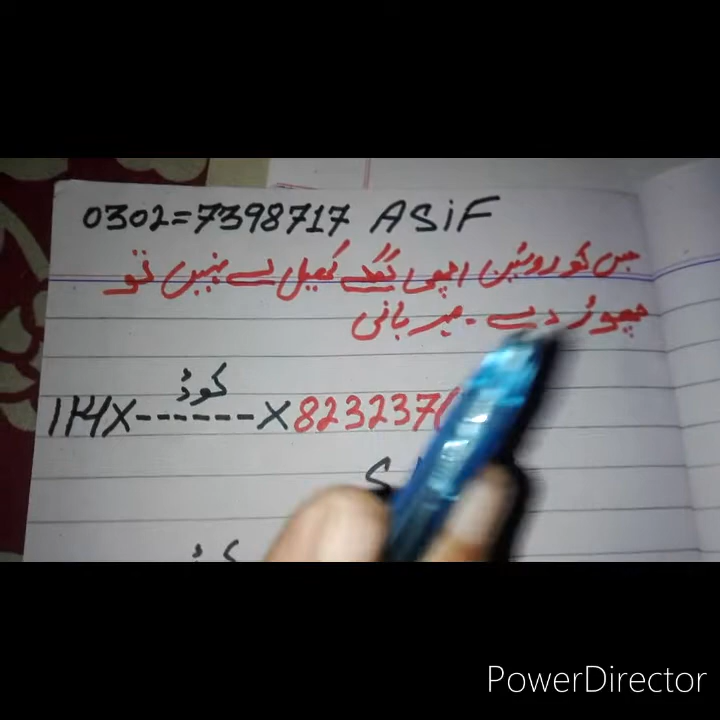 0302=7398717 ASiF
جس کو روٹین اچھی لگے کھیل لے نہیں تو
چھوڑ دے۔ مہربانی
کوڈ
114X-------X823237(
PowerDirector